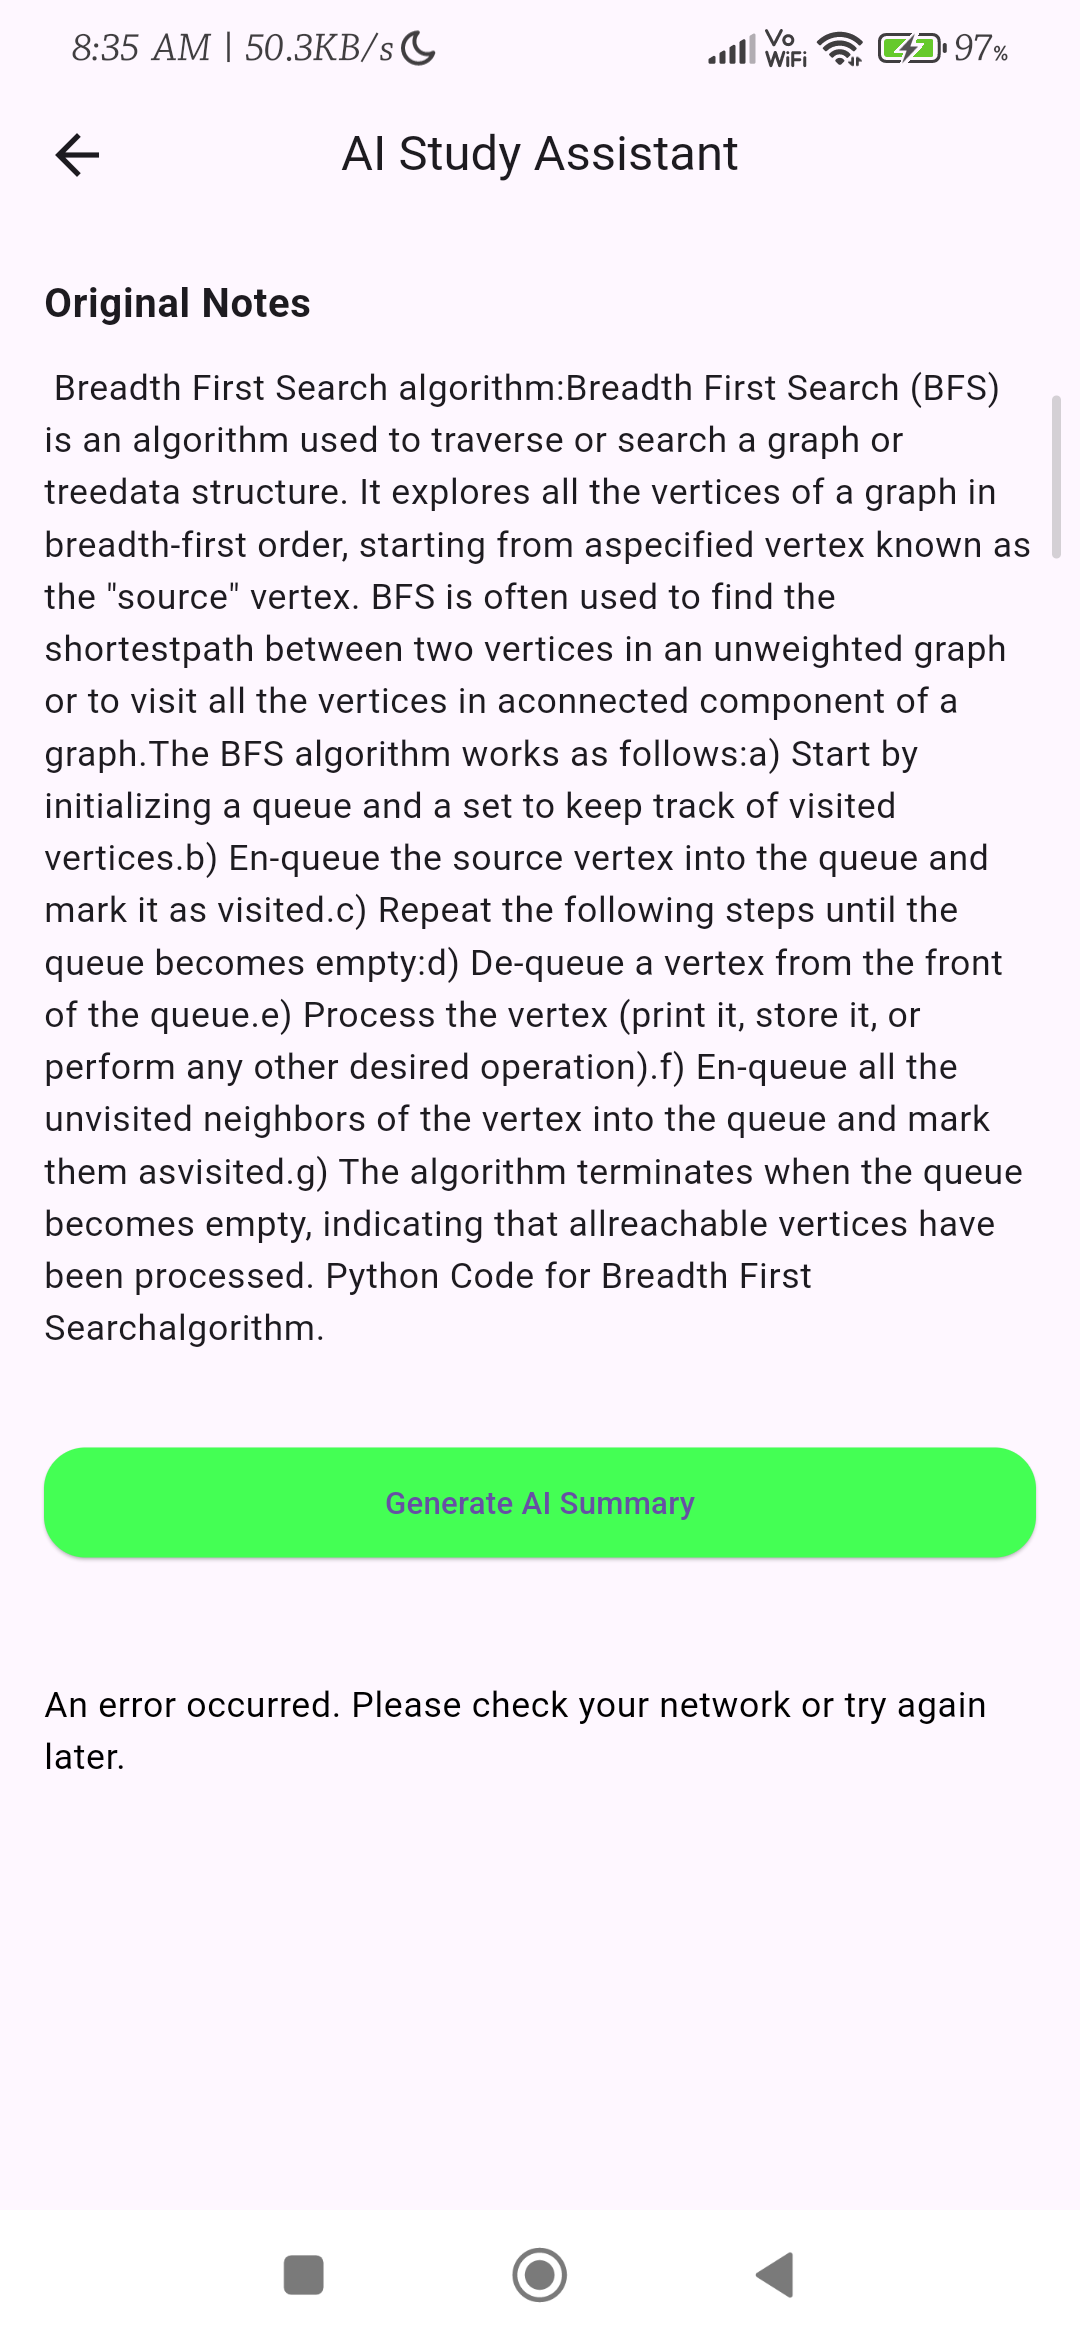 8:35 AM | 50.3KB/s
Vo
WiFi
97%
AI Study Assistant
Original Notes
Breadth First Search algorithm:Breadth First Search (BFS)
is an algorithm used to traverse or search a graph or
treedata structure. It explores all the vertices of a graph in
breadth-first order, starting from aspecified vertex known as
the "source" vertex. BFS is often used to find the
shortestpath between two vertices in an unweighted graph
or to visit all the vertices in aconnected component of a
graph.The BFS algorithm works as follows:a) Start by
initializing a queue and a set to keep track of visited
vertices.b) En-queue the source vertex into the queue and
mark it as visited.c) Repeat the following steps until the
queue becomes empty:d) De-queue a vertex from the front
of the queue.e) Process the vertex (print it, store it, or
perform any other desired operation).f) En-queue all the
unvisited neighbors of the vertex into the queue and mark
them asvisited.g) The algorithm terminates when the queue
becomes empty, indicating that allreachable vertices have
been processed. Python Code for Breadth First
Searchalgorithm.
Generate AI Summary
An error occurred. Please check your network or try again
later.